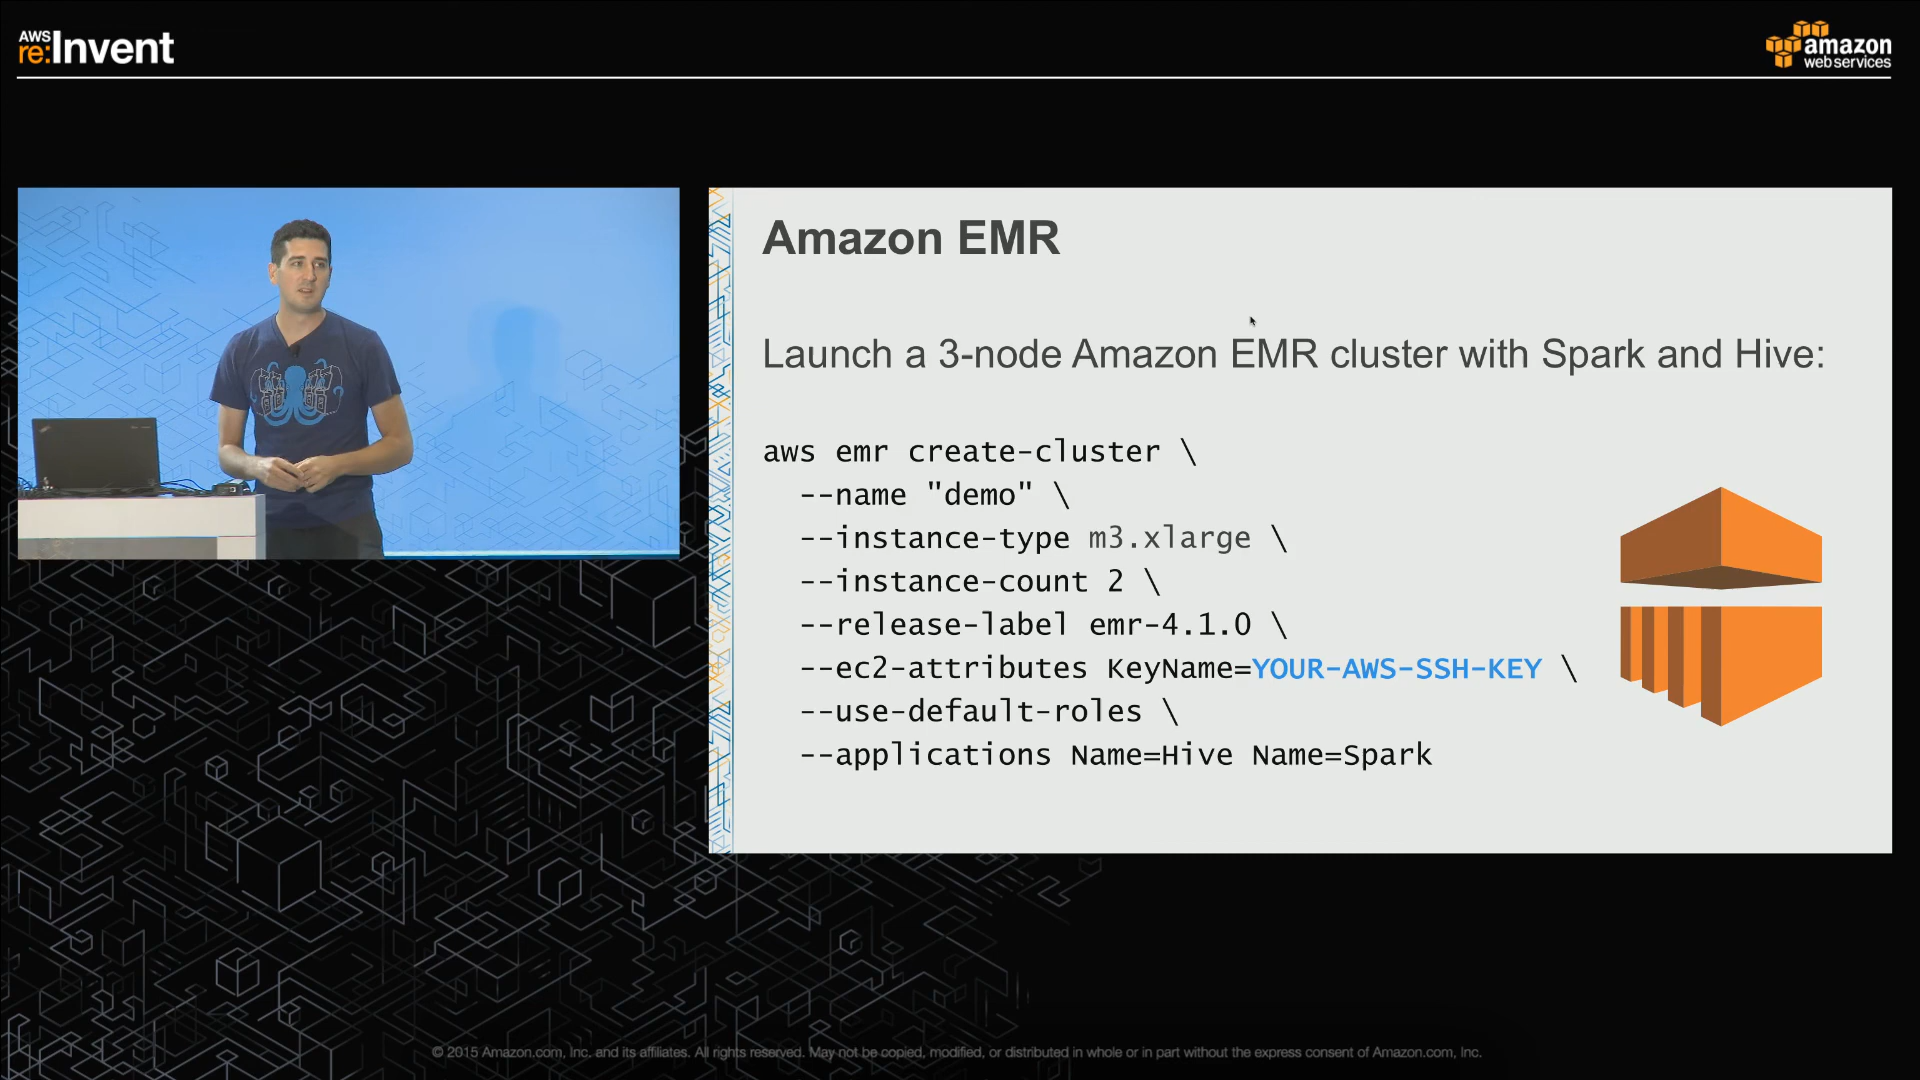 AWS
re:Invent
amazon
web services
Amazon EMR
Launch a 3-node Amazon EMR cluster with Spark and Hive:
aws emr create-cluster \
--name "demo" \
--instance-type m3.xlarge \
--instance-count 2 \
--release-label emr-4.1.0 \
--ec2-attributes KeyName=YOUR-AWS-SSH-KEY \
--use-default-roles \
--applications Name=Hive Name=Spark
© 2015 Amazon.com, Inc. and its affiliates. All rights reserved. May not be copied, modified, or distributed in whole or in part without the express consent of Amazon.com, Inc.